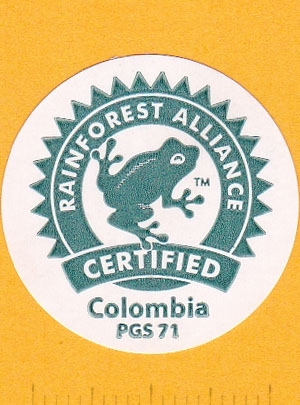 RAINFOREST ALLIANCE
TM
CERTIFIED
Colombia
PGS 71